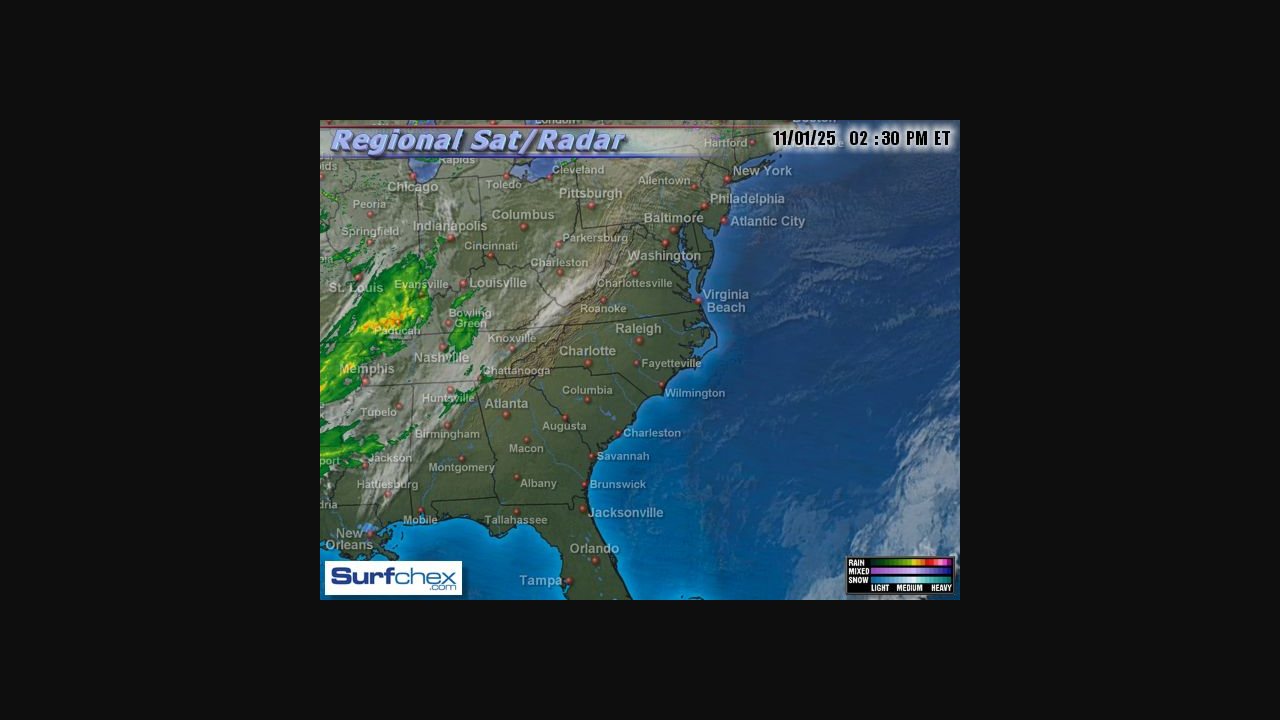 London
Boston
Regional Sat/Radar
11/01/25 02 :30 PM ET
Hartford
Rapids
Cleveland
New York
Chicago
Toledo
Allentown
Pittsburgh
Philadelphia
Peoria
Columbus
Baltimore
Atlantic City
Springfield
Indianapolis
Parkersburg
Cincinnati
Washington
Charleston
St. Louis
Evansville
Louisville
Charlottesville
Virginia
Beach
Roanoke
Bowling
Green
Paducah
Raleigh
Knoxville
Nashville
Charlotte
Fayetteville
Memphis
Chattanooga
Columbia
Wilmington
Huntsville
Atlanta
Tupelo
Augusta
Birmingham
Charleston
Macon
Jackson
Savannah
Montgomery
Hattiesburg
Albany
Brunswick
Mobile
Tallahassee
Jacksonville
New
Orleans
Orlando
Tampa
Surfchex
.com
RAIN
MIXED
SNOW
LIGHT MEDIUM HEAVY